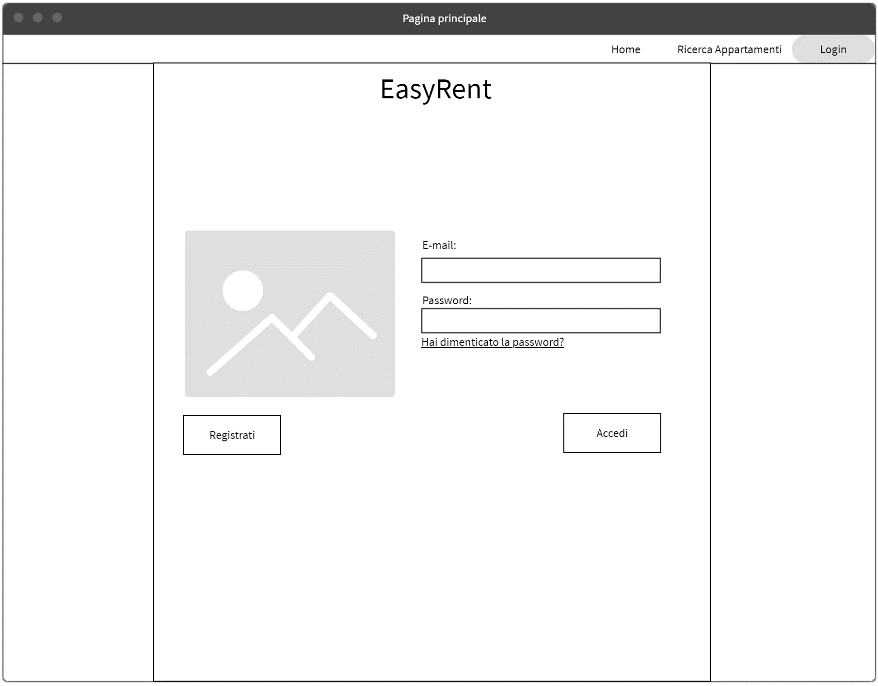 Pagina principale
Home
Ricerca Appartamenti
Login
EasyRent
E-mail:
Password:
Hai dimenticato la password?
Registrati
Accedi